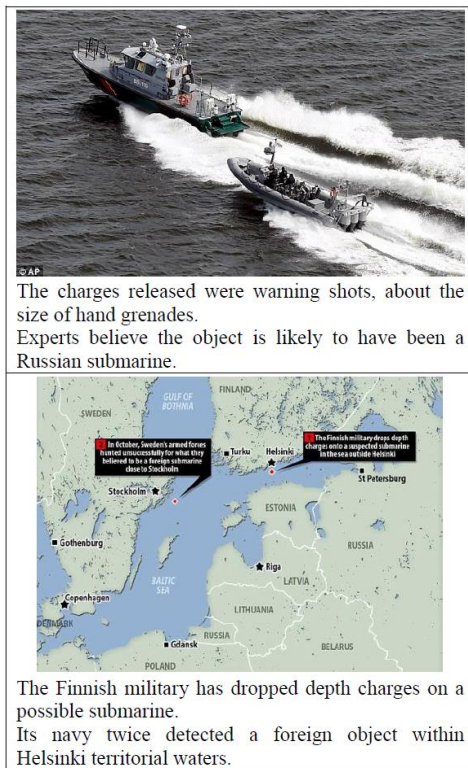 © AP
The charges released were warning shots, about the
size of hand grenades.
Experts believe the object is likely to have been a
Russian submarine.
GULF OF
BOTHNIA
FINLAND
SWEDEN
2 In October, Sweden's armed forces
hunted unsuccessfully for what they
believed to be a foreign submarine
close to Stockholm
1 The Finnish military drops depth
charges onto a suspected submarine
in the sea outside Helsinki
Turku
Helsinki
St Petersburg
Stockholm
ESTONIA
Gothenburg
RUSSIA
Riga
BALTIC
SEA
LATVIA
Copenhagen
DENMARK
LITHUANIA
RUSSIA
BELARUS
Gdansk
POLAND
The Finnish military has dropped depth charges on a
possible submarine.
Its navy twice detected a foreign object within
Helsinki territorial waters.